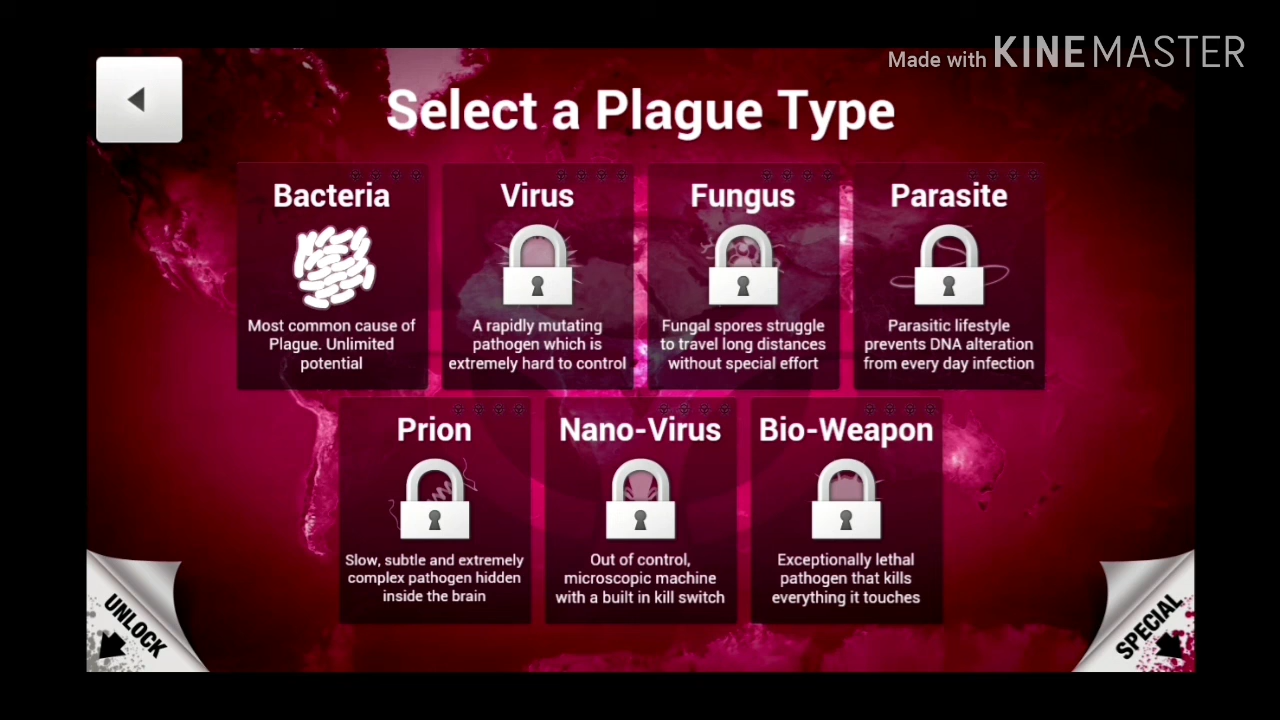 Made with KINEMASTER
Select a Plague Type
Bacteria
Most common cause of
Plague. Unlimited
potential
Virus
A rapidly mutating
pathogen which is
extremely hard to control
Fungus
Fungal spores struggle
to travel long distances
without special effort
Parasite
Parasitic lifestyle
prevents DNA alteration
from every day infection
Prion
Slow, subtle and extremely
complex pathogen hidden
inside the brain
Nano-Virus
Out of control,
microscopic machine
with a built in kill switch
Bio-Weapon
Exceptionally lethal
pathogen that kills
everything it touches
UNLOCK
SPECIAL